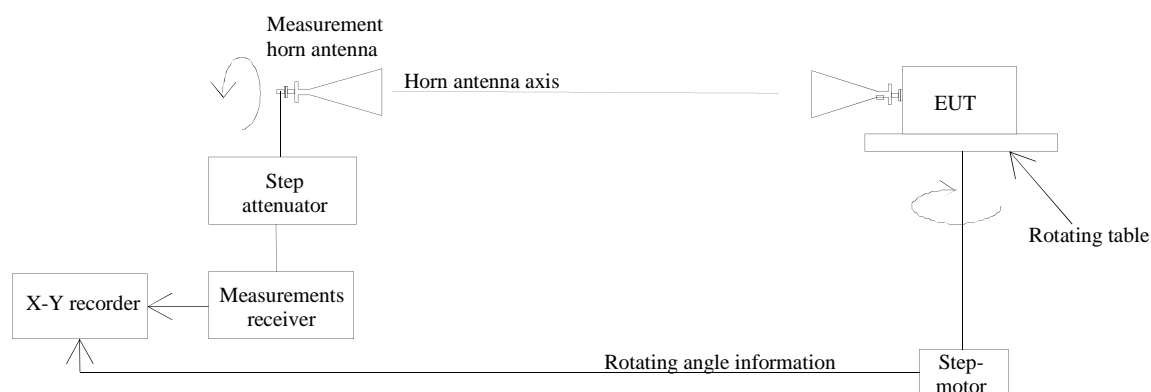 Measurement
horn antenna
Horn antenna axis
EUT
Step
attenuator
Rotating table
X-Y recorder
Measurements
receiver
Rotating angle information
Step-
motor